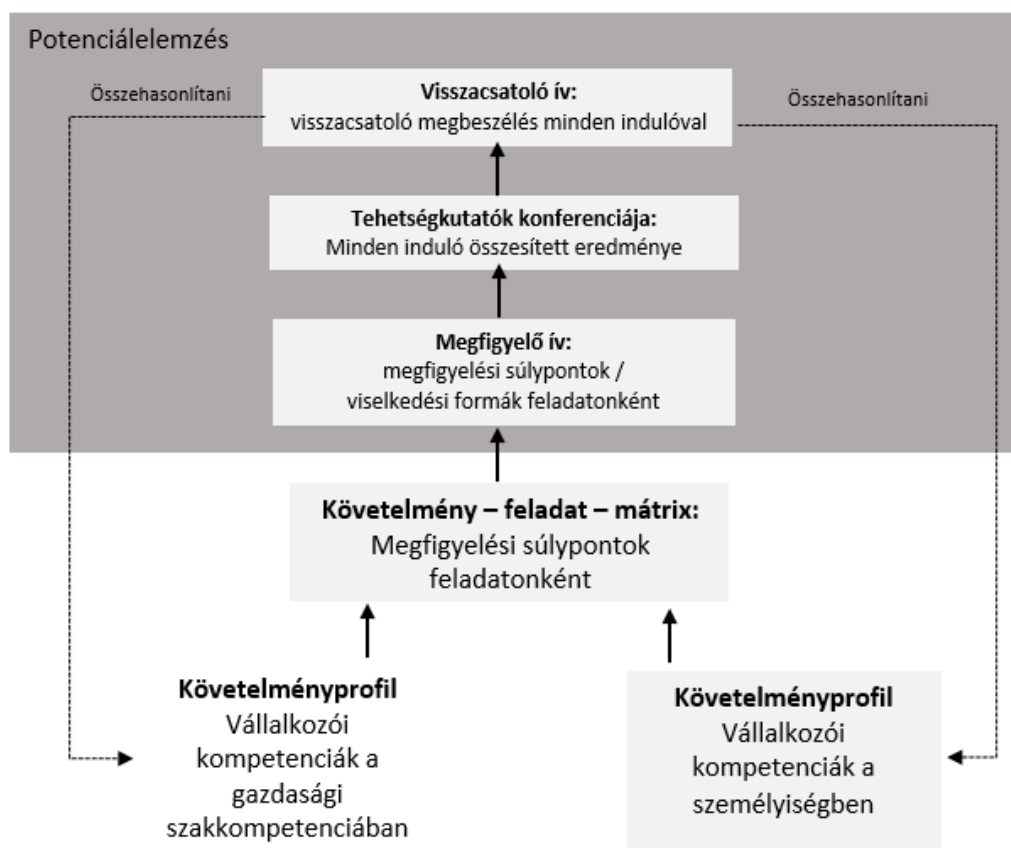 Potenciálelemzés
Összehasonlítani
Visszacsatoló ív:
visszacsatoló megbeszélés minden indulóval
Összehasonlítani
Tehetségkutatók konferenciája:
Minden induló összesített eredménye
Megfigyelő ív:
megfigyelési súlypontok /
viselkedési formák feladatonként
Követelmény – feladat – mátrix:
Megfigyelési súlypontok
feladatonként
Követelményprofil
Vállalkozói
kompetenciák a
gazdasági
szakkompetenciában
Követelményprofil
Vállalkozói
kompetenciák a
személyiségben